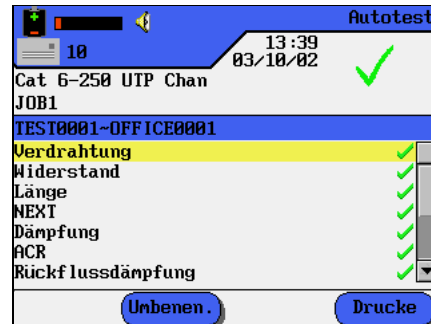 Autotest
10
13:39
03/10/02
Cat 6-250 UTP Chan
JOB1
TEST0001~OFFICE0001
Verdrahtung
Widerstand
Länge
NEXT
Dämpfung
ACR
Rückflussdämpfung
Umbenen.
Drucke